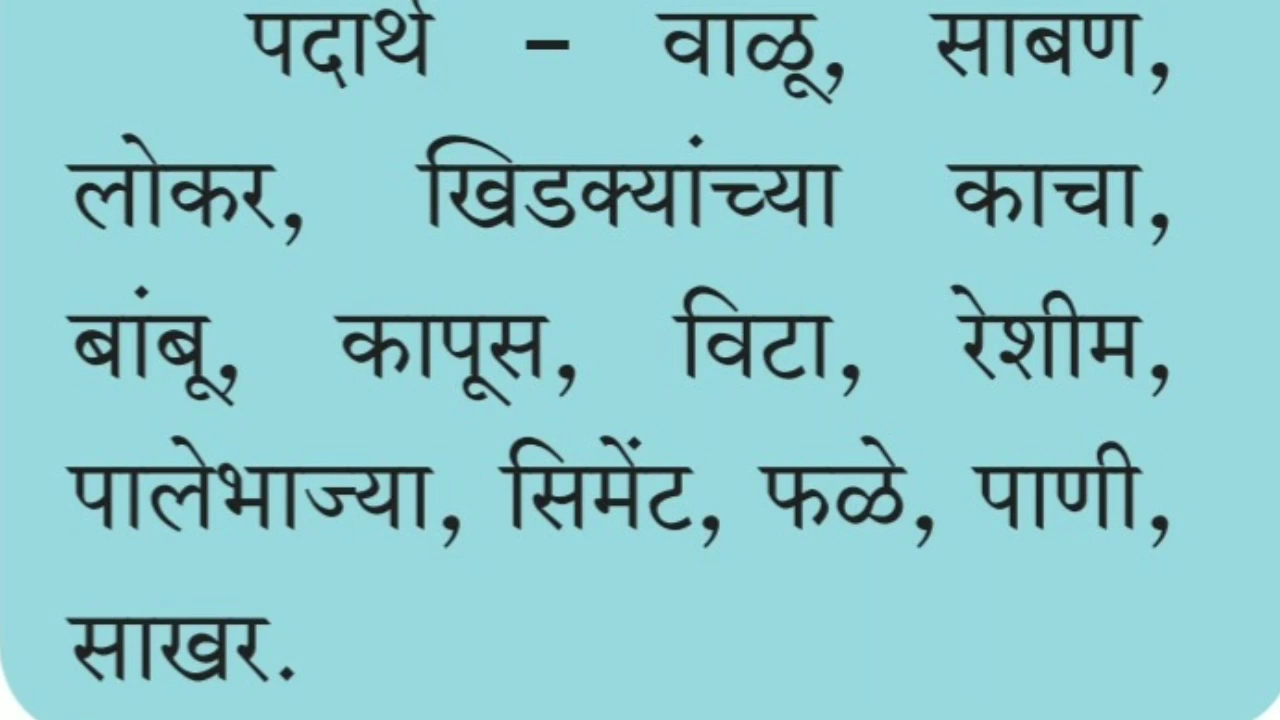 पदार्थ - वाळू, साबण,
लोकर, खिडक्यांच्या काचा,
बांबू, कापूस, विटा, रेशीम,
पालेभाज्या, सिमेंट, फळे, पाणी,
साखर.